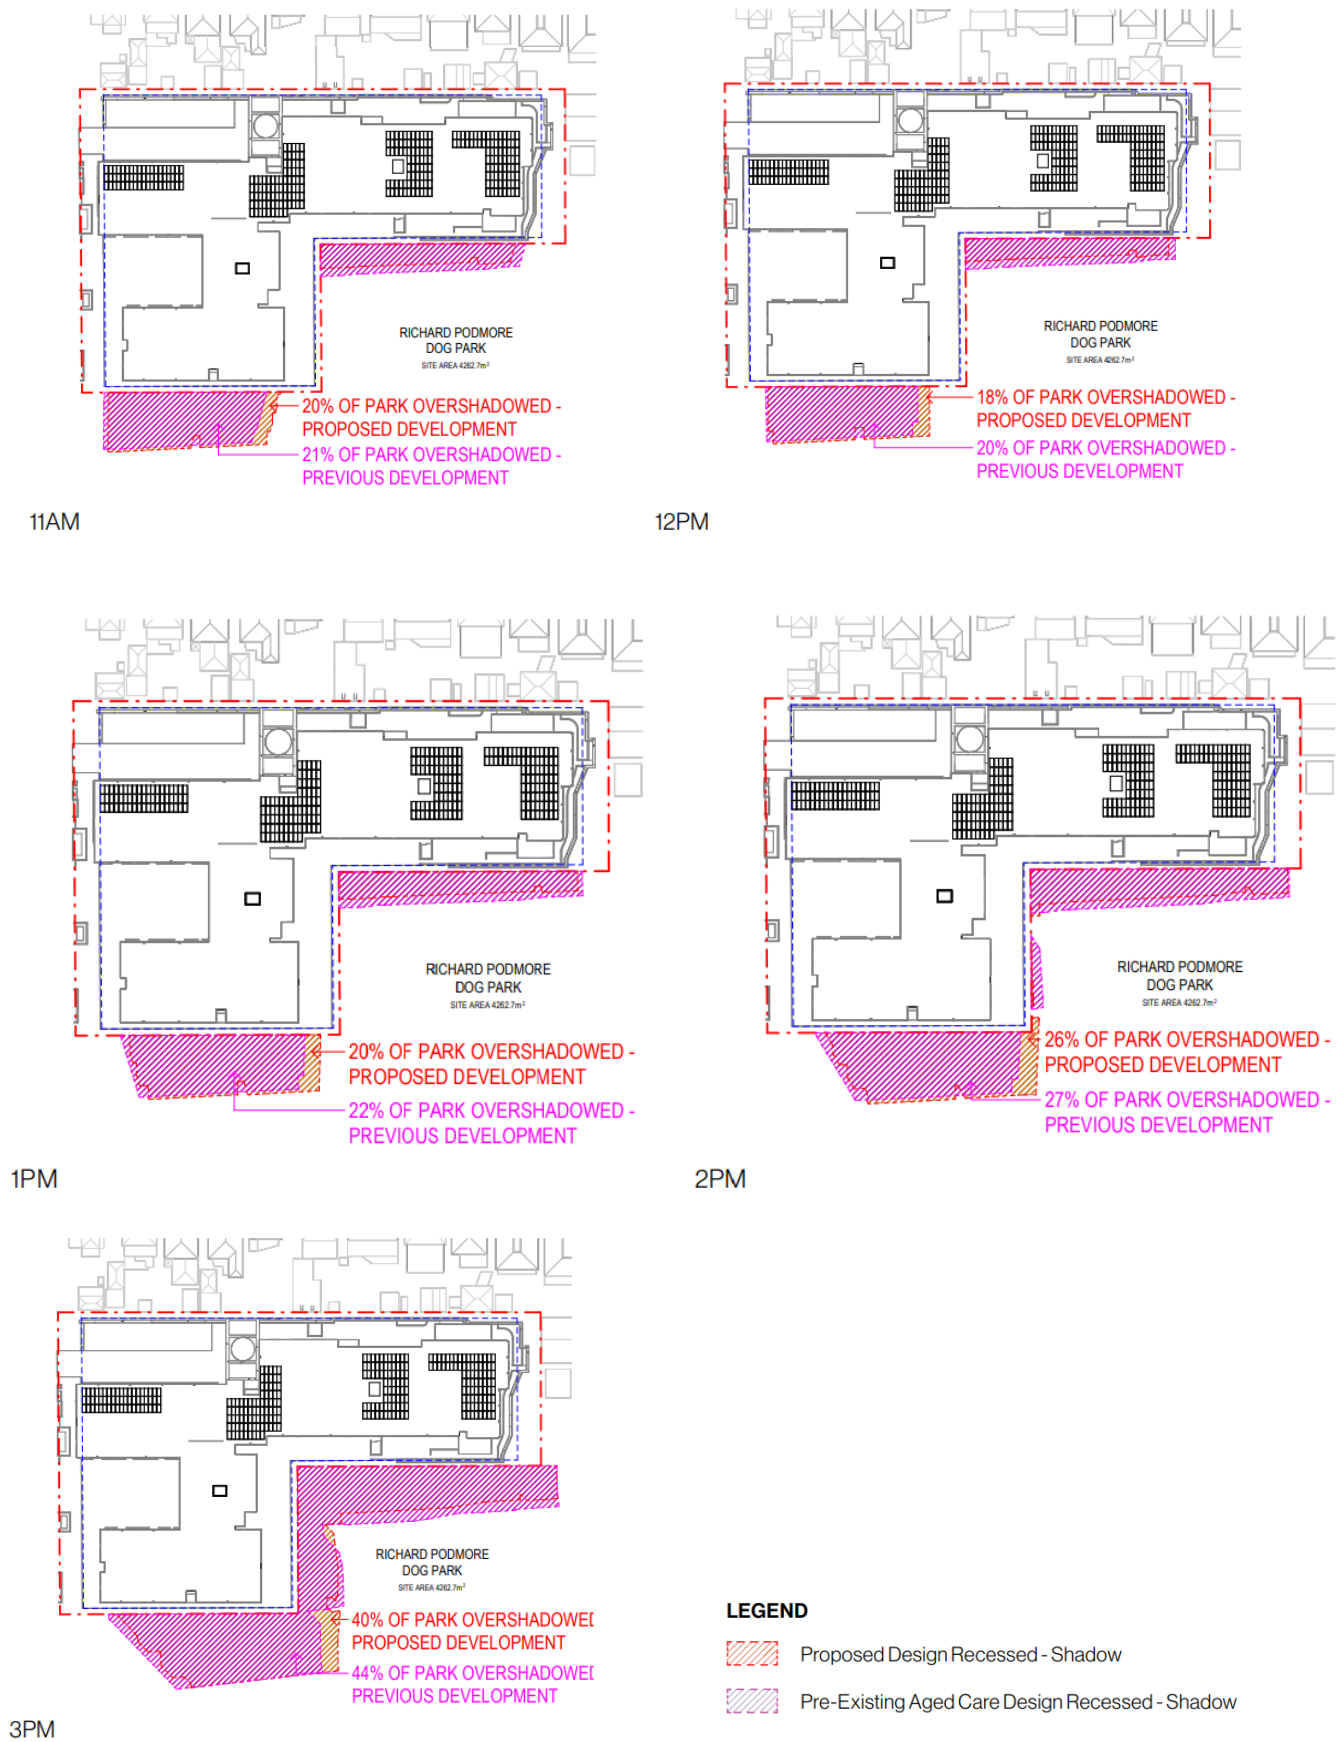 RICHARD PODMORE
DOG PARK
SITE AREA 4262.7m²
20% OF PARK OVERSHADOWED -
PROPOSED DEVELOPMENT
21% OF PARK OVERSHADOWED -
PREVIOUS DEVELOPMENT
11AM
RICHARD PODMORE
DOG PARK
SITE AREA 4262.7m²
18% OF PARK OVERSHADOWED -
PROPOSED DEVELOPMENT
20% OF PARK OVERSHADOWED -
PREVIOUS DEVELOPMENT
12PM
RICHARD PODMORE
DOG PARK
SITE AREA 4262.7m²
20% OF PARK OVERSHADOWED -
PROPOSED DEVELOPMENT
22% OF PARK OVERSHADOWED -
PREVIOUS DEVELOPMENT
1PM
RICHARD PODMORE
DOG PARK
SITE AREA 4262.7m²
26% OF PARK OVERSHADOWED -
PROPOSED DEVELOPMENT
27% OF PARK OVERSHADOWED -
PREVIOUS DEVELOPMENT
2PM
RICHARD PODMORE
DOG PARK
SITE AREA 4262.7m²
40% OF PARK OVERSHADOWED
PROPOSED DEVELOPMENT
44% OF PARK OVERSHADOWED
PREVIOUS DEVELOPMENT
3PM
LEGEND
Proposed Design Recessed - Shadow
Pre-Existing Aged Care Design Recessed - Shadow